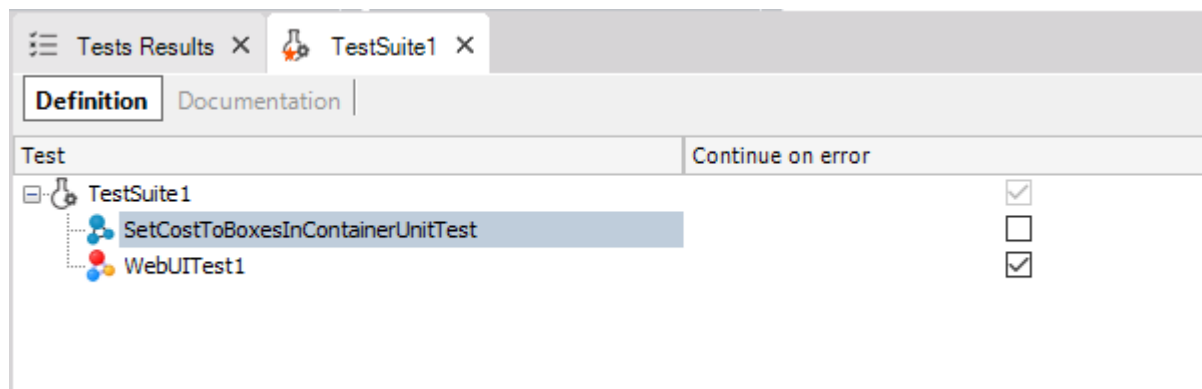 Tests Results TestSuite1
Definition Documentation
Test Continue on error
TestSuite1
SetCostToBoxesInContainerUnitTest
WebUITest1